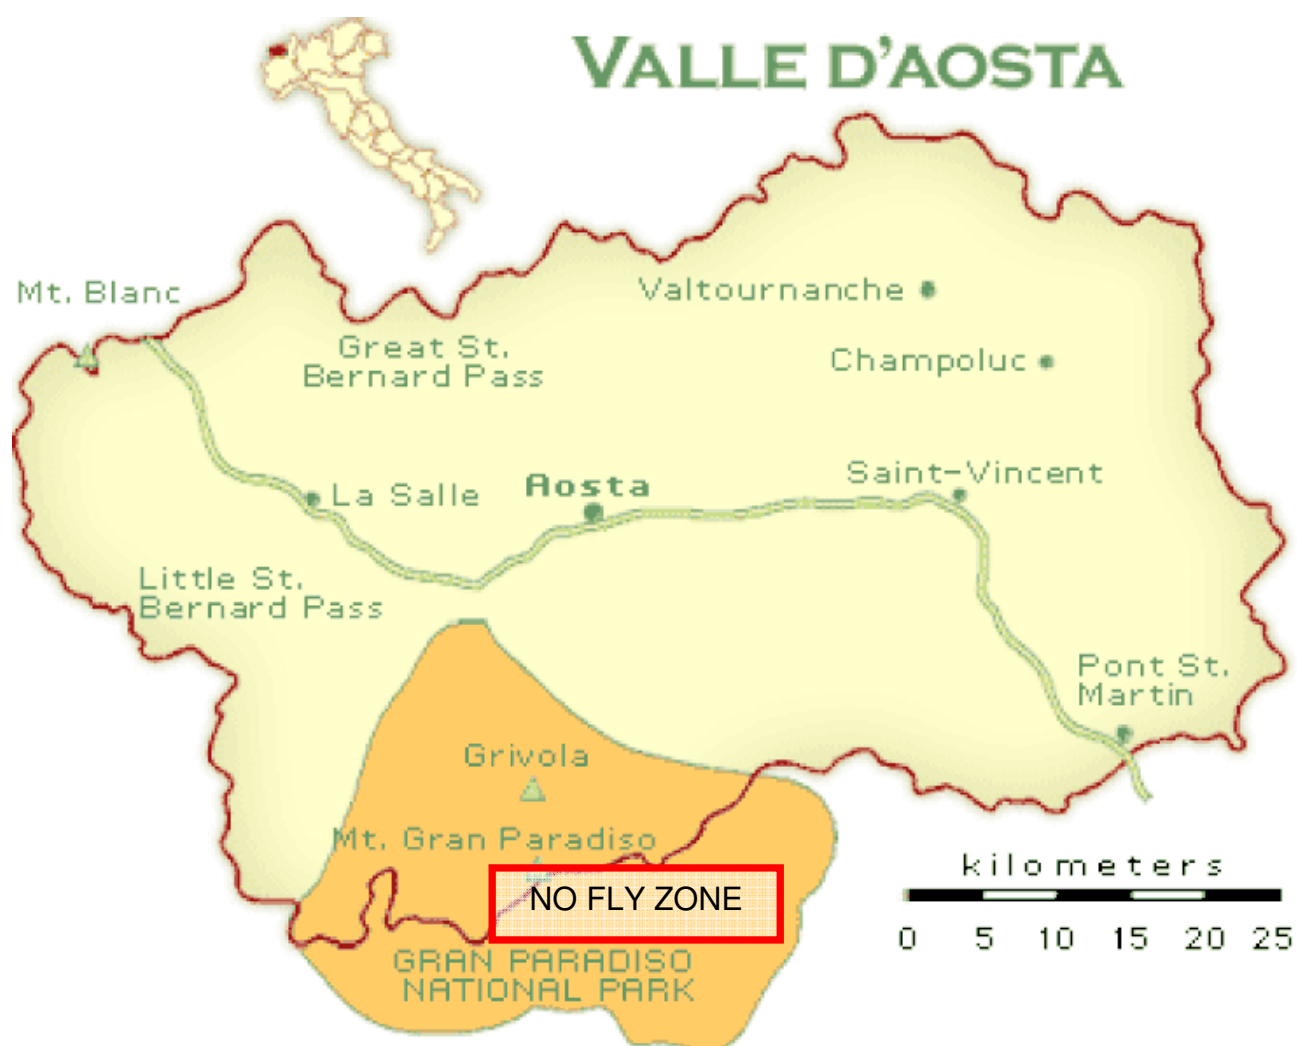 VALLE D'AOSTA
Mt. Blanc
Valtournanche
Great St.
Bernard Pass
Champoluc
Saint-Vincent
La Salle
Aosta
Little St.
Bernard Pass
Pont St.
Martin
Grivola
Mt. Gran Paradiso
kilometers
NO FLY ZONE
0 5 10 15 20 25
GRAN PARADISO
NATIONAL PARK